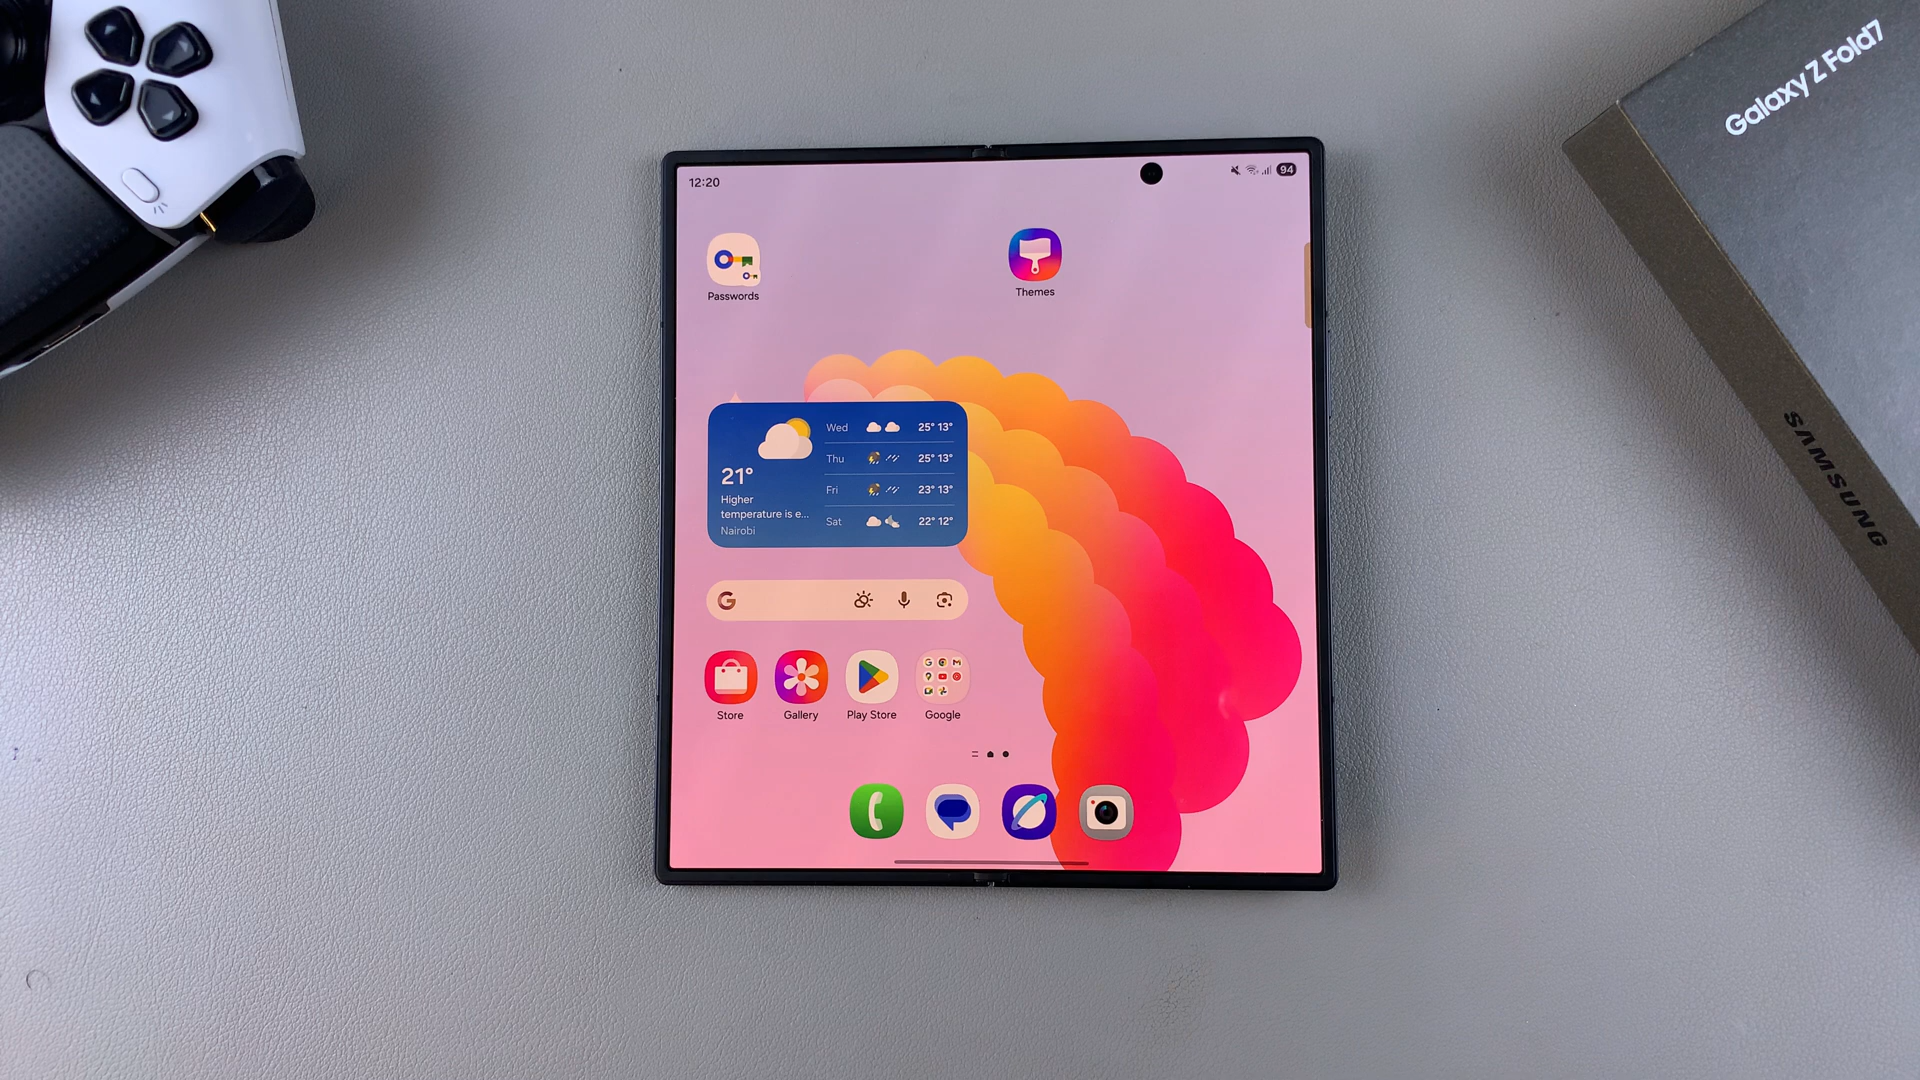 Galaxy Z Fold7
SAMSUNG
12:20
94
Passwords
Themes
21°
Higher
temperature is e...
Nairobi
Wed 25° 13°
Thu 25° 13°
Fri 23° 13°
Sat 22° 12°
Store
Gallery
Play Store
Google